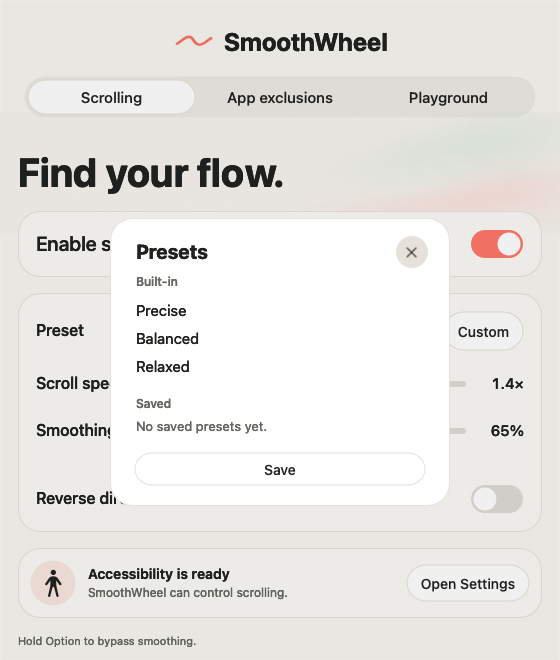 SmoothWheel
Scrolling
App exclusions
Playground
Find your flow.
Enable s
Presets
Built-in
Precise
Balanced
Relaxed
Saved
No saved presets yet.
Save
Preset
Custom
Scroll spe
1.4×
Smoothing
65%
Reverse dir
Accessibility is ready
SmoothWheel can control scrolling.
Open Settings
Hold Option to bypass smoothing.